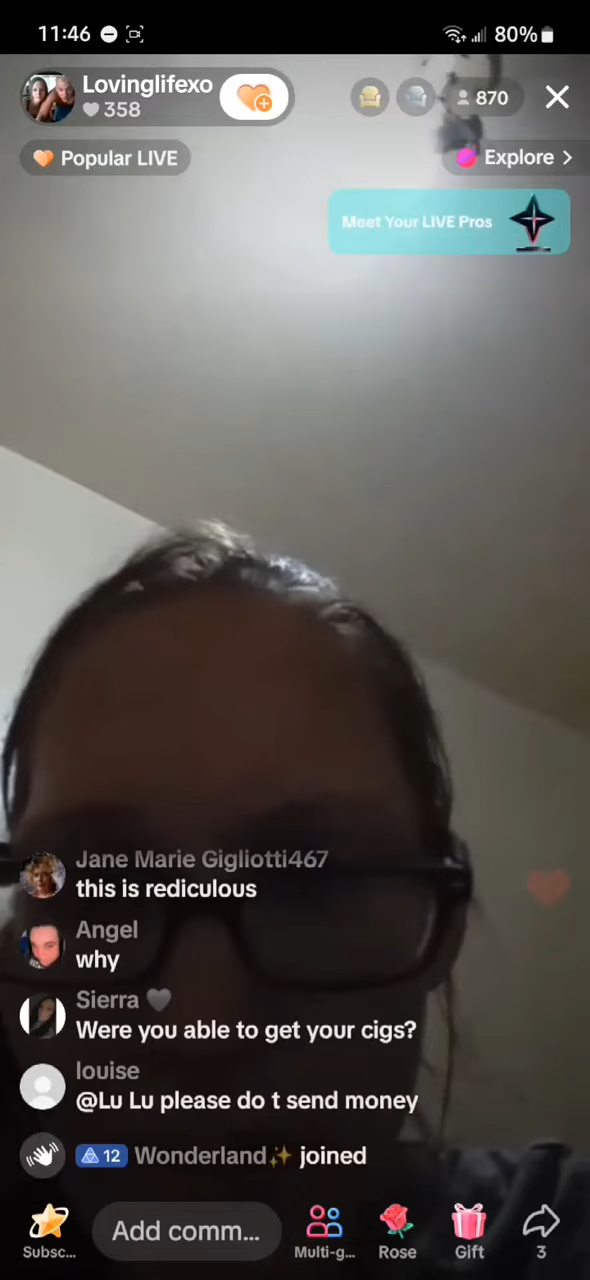 11:46
80%
Lovinglifexo
358
870
Popular LIVE
Explore >
Meet Your LIVE Pros
Jane Marie Gigliotti467
this is rediculous
Angel
why
Sierra 🩶
Were you able to get your cigs?
louise
@Lu Lu please do t send money
12 Wonderland✨ joined
Subsc...
Add comm...
Multi-g...
Rose
Gift
3